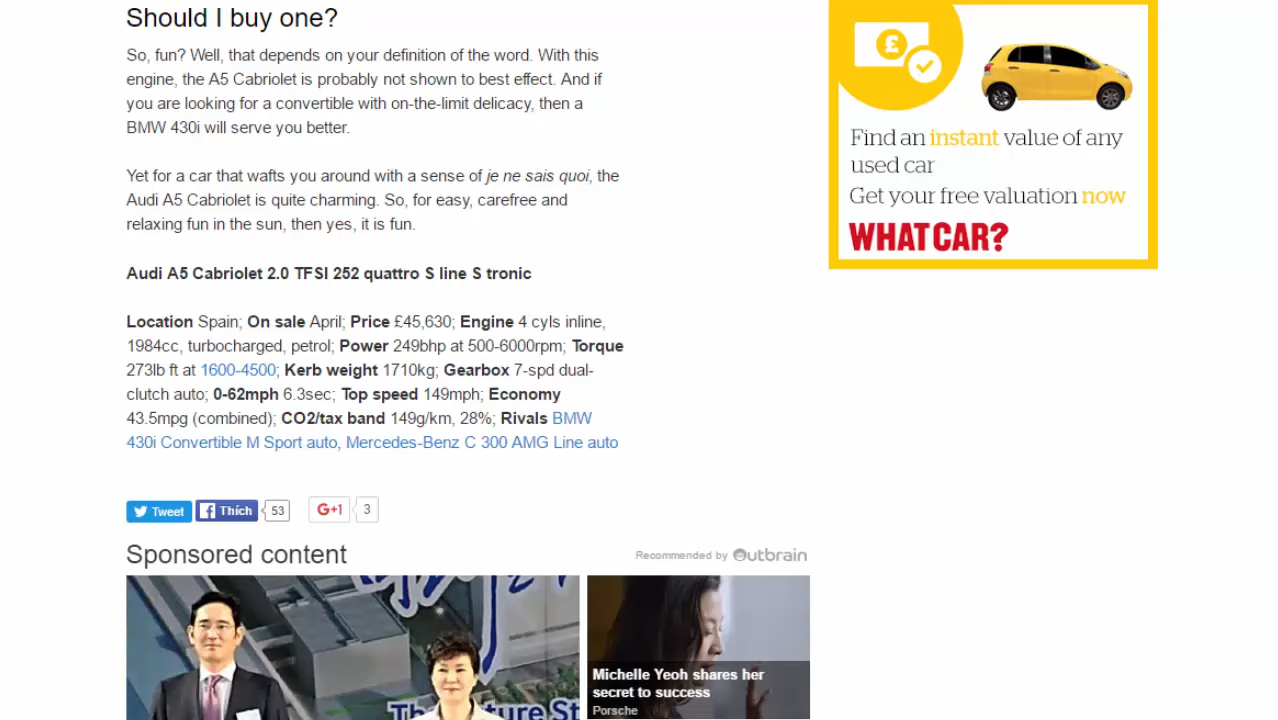 Should I buy one?
So, fun? Well, that depends on your definition of the word. With this
engine, the A5 Cabriolet is probably not shown to best effect. And if
you are looking for a convertible with on-the-limit delicacy, then a
BMW 430i will serve you better.
Yet for a car that wafts you around with a sense of je ne sais quoi, the
Audi A5 Cabriolet is quite charming. So, for easy, carefree and
relaxing fun in the sun, then yes, it is fun.
Audi A5 Cabriolet 2.0 TFSI 252 quattro S line S tronic
Location Spain; On sale April; Price £45,630; Engine 4 cyls inline,
1984cc, turbocharged, petrol; Power 249bhp at 500-6000rpm; Torque
273lb ft at 1600-4500; Kerb weight 1710kg; Gearbox 7-spd dual-
clutch auto; 0-62mph 6.3sec; Top speed 149mph; Economy
43.5mpg (combined); CO2/tax band 149g/km, 28%; Rivals BMW
430i Convertible M Sport auto, Mercedes-Benz C 300 AMG Line auto
Tweet Thích 53 G+1 3
Sponsored content
Recommended by Outbrain
Michelle Yeoh shares her
secret to success
Porsche
£
Find an instant value of any
used car
Get your free valuation now
WHAT CAR?